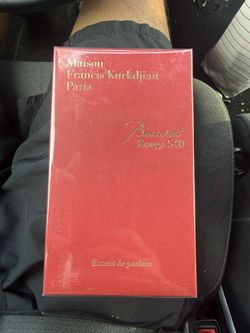 Maison
Francis Kurkdjian
Paris
Baccarat
Rouge 540
Extrait de parfum